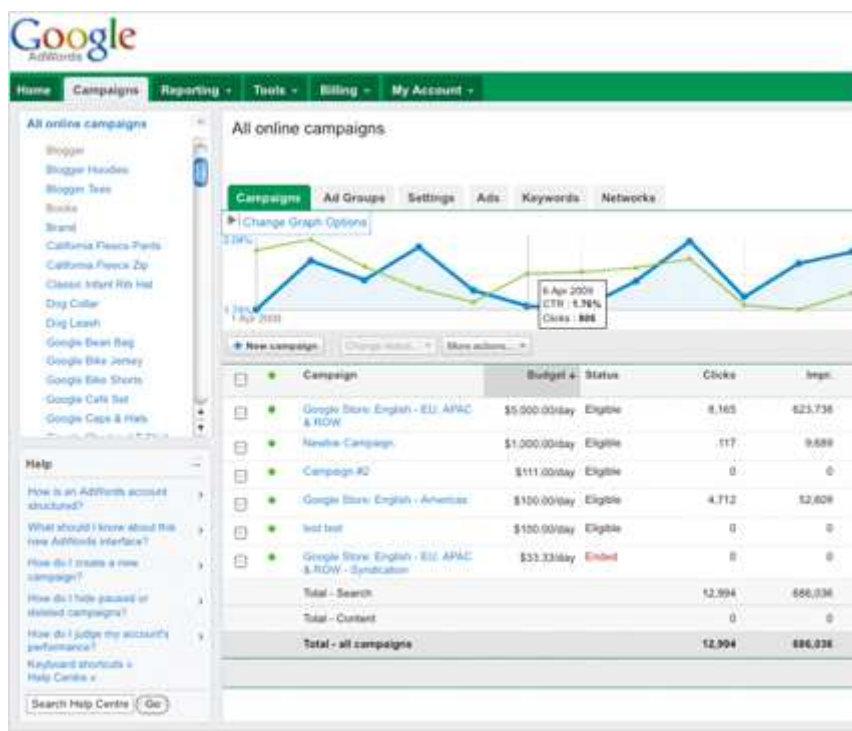 Google
AdWords
Home Campaigns Reporting Tools Billing My Account
All online campaigns
Blogger
Blogger Hoodies
Blogger Tees
Books
Brand
California Fleece Pants
California Fleece Zip
Classic Infant Rib Hat
Dog Collar
Dog Leash
Google Bean Bag
Google Bike Jersey
Google Bike Shorts
Google Café Set
Google Caps & Hats
Help
How is an AdWords account
structured?
What should I know about this
new AdWords interface?
How do I create a new
campaign?
How do I hide paused or
deleted campaigns?
How do I judge my account's
performance?
Keyboard shortcuts »
Help Centre »
Search Help Centre Go
All online campaigns
Campaigns Ad Groups Settings Ads Keywords Networks
Change Graph Options
1.76%
1 Apr 2009
6 Apr 2009
CTR : 1.76%
Clicks : 806
+ New campaign Change status... More actions...
Campaign Budget Status Clicks Impr.
Google Store: English - EU, APAC
& ROW $5,000.00/day Eligible 8,165 623,738
Newbie Campaign $1,000.00/day Eligible 117 9,689
Campaign #2 $111.00/day Eligible 0 0
Google Store: English - Americas $100.00/day Eligible 4,712 52,609
test test $100.00/day Eligible 0 0
Google Store: English - EU, APAC
& ROW - Syndication $33.33/day Ended 0 0
Total - Search 12,994 686,036
Total - Content 0 0
Total - all campaigns 12,994 686,036